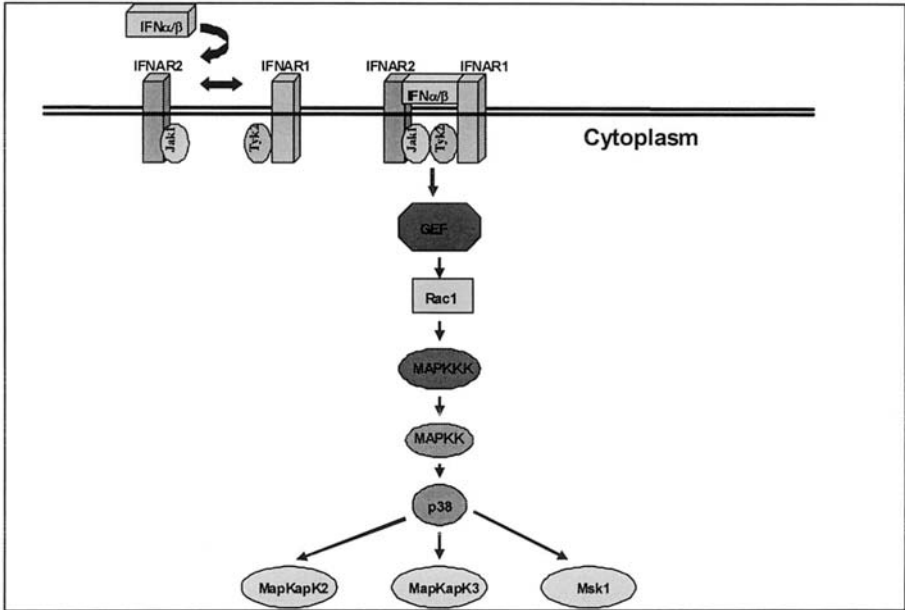 IFNα/β
IFNAR2 IFNAR1 IFNAR2 IFNAR1
IFNα/β
Jak1 Tyk2 Jak1 Tyk2
Cytoplasm
GEF
Rac1
MAPKKK
MAPKK
p38
MapKapK2 MapKapK3 Msk1